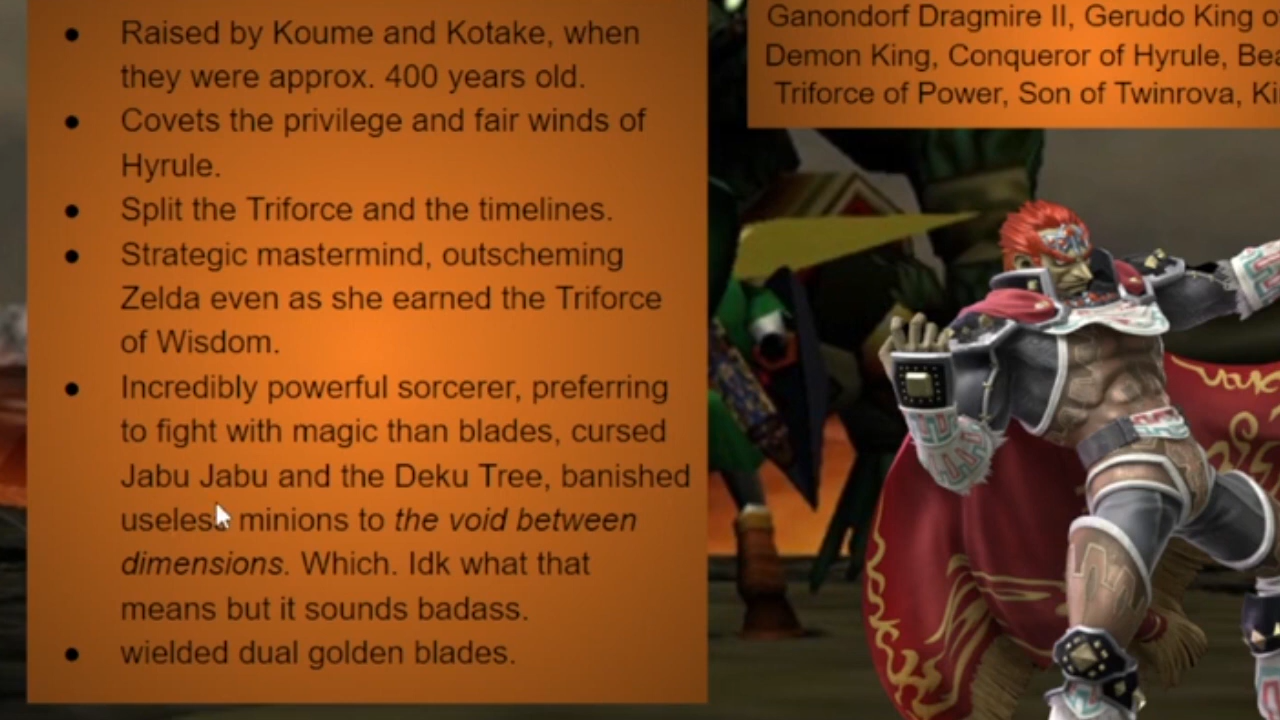 Raised by Koume and Kotake, when
they were approx. 400 years old.
Covets the privilege and fair winds of
Hyrule.
Split the Triforce and the timelines.
Strategic mastermind, outscheming
Zelda even as she earned the Triforce
of Wisdom.
Incredibly powerful sorcerer, preferring
to fight with magic than blades, cursed
Jabu Jabu and the Deku Tree, banished
useless minions to the void between
dimensions. Which. Idk what that
means but it sounds badass.
wielded dual golden blades.
Ganondorf Dragmire II, Gerudo King
Demon King, Conqueror of Hyrule,
Triforce of Power, Son of Twinrova,